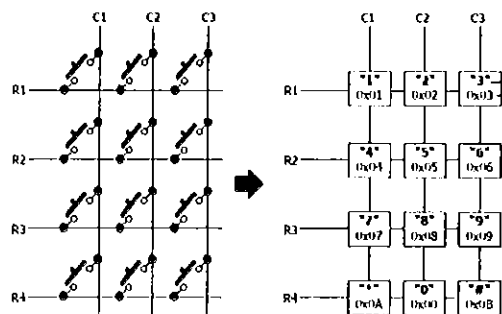 C1 C2 C3
R1
R2
R3
R4
C1 C2 C3
R1 "1" "2" "3"
0x01 0x02 0x03
R2 "4" "5" "6"
0x04 0x05 0x06
R3 "7" "8" "9"
0x07 0x08 0x09
R4 "*" "0" "#"
0x0A 0x00 0x0B